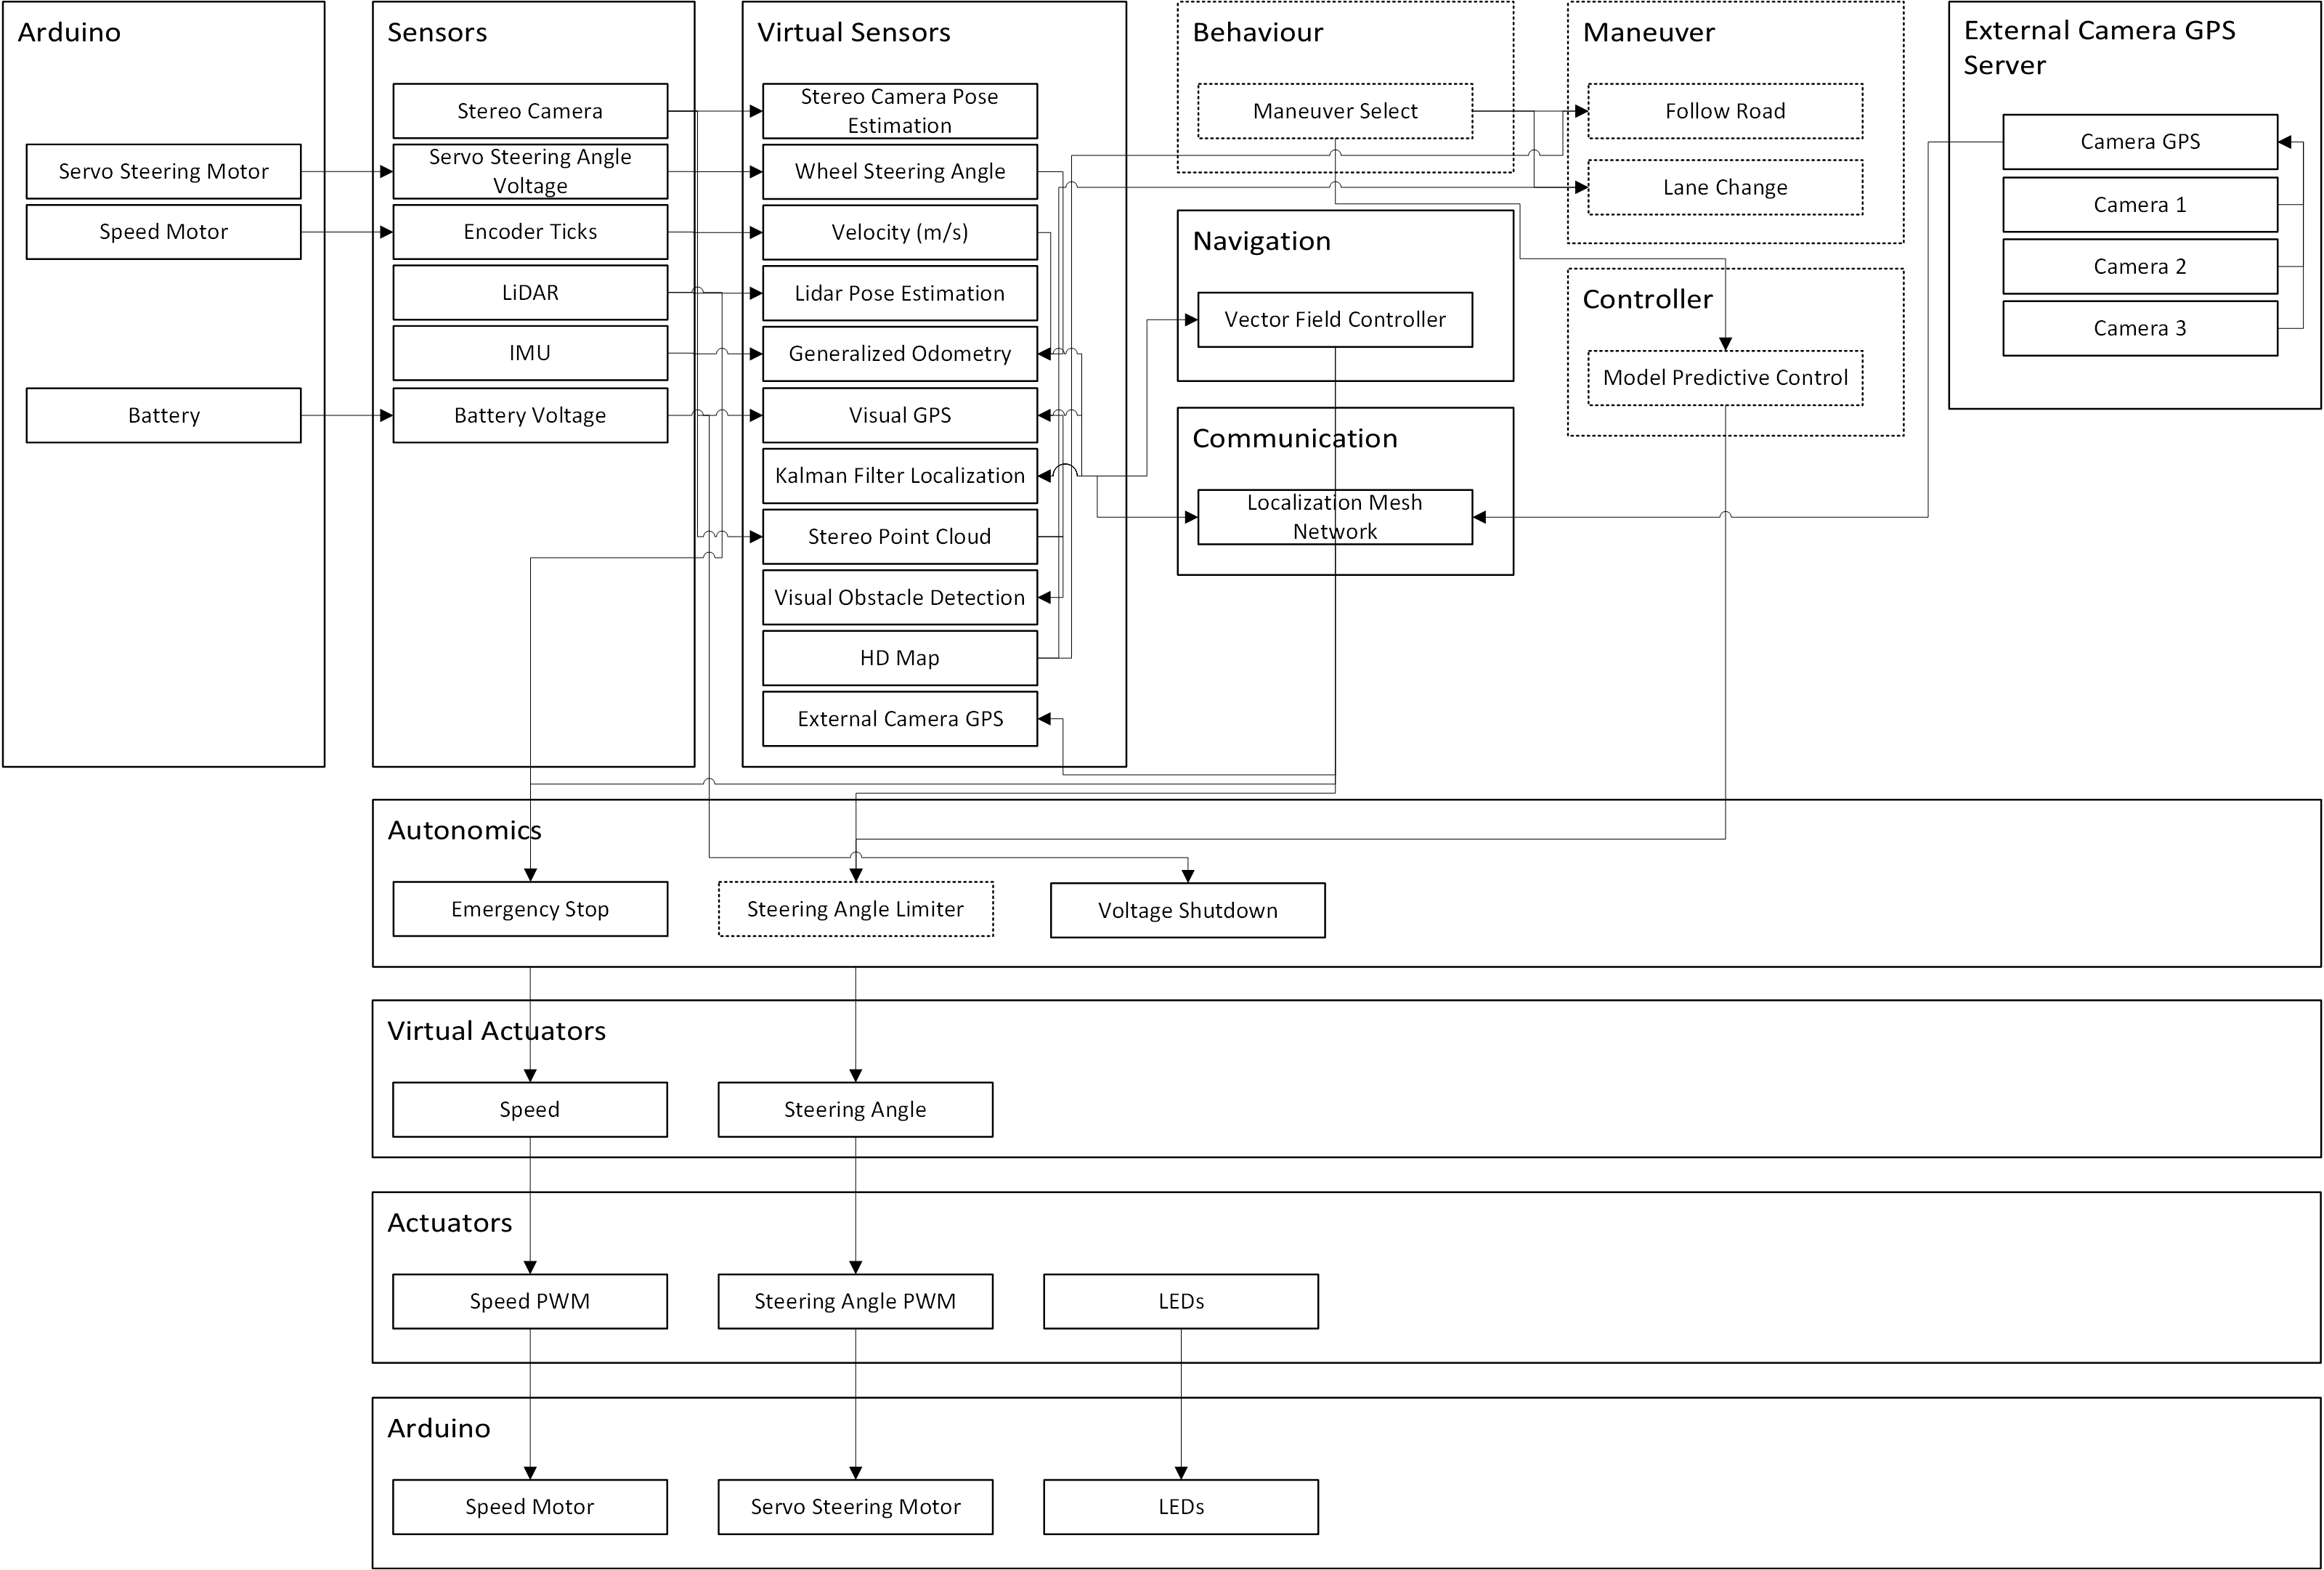 Arduino
Servo Steering Motor
Speed Motor
Battery
Sensors
Stereo Camera
Servo Steering Angle
Voltage
Encoder Ticks
LiDAR
IMU
Battery Voltage
Virtual Sensors
Stereo Camera Pose
Estimation
Wheel Steering Angle
Velocity (m/s)
Lidar Pose Estimation
Generalized Odometry
Visual GPS
Kalman Filter Localization
Stereo Point Cloud
Visual Obstacle Detection
HD Map
External Camera GPS
Behaviour
Maneuver Select
Navigation
Vector Field Controller
Communication
Localization Mesh
Network
Maneuver
Follow Road
Lane Change
Controller
Model Predictive Control
External Camera GPS
Server
Camera GPS
Camera 1
Camera 2
Camera 3
Autonomics
Emergency Stop
Steering Angle Limiter
Voltage Shutdown
Virtual Actuators
Speed
Steering Angle
Actuators
Speed PWM
Steering Angle PWM
LEDs
Arduino
Speed Motor
Servo Steering Motor
LEDs